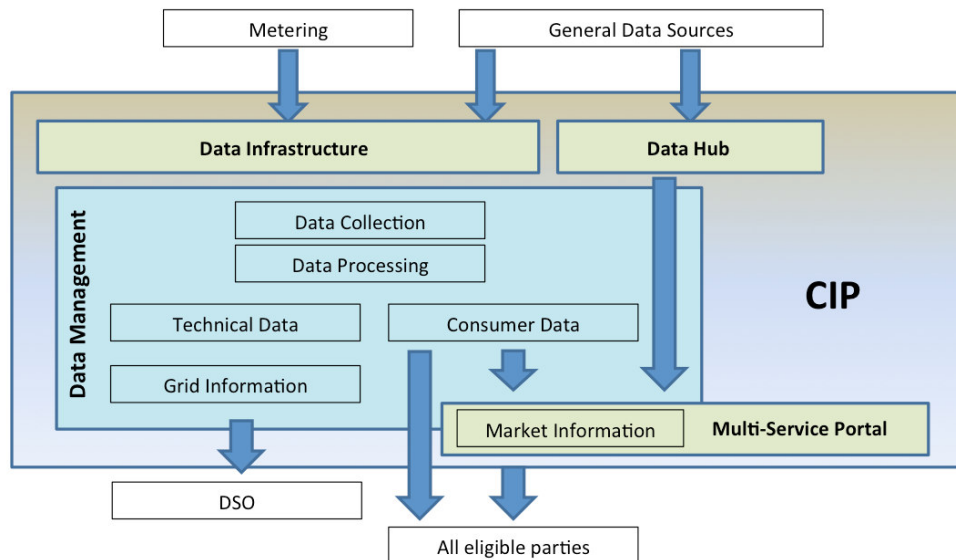 Metering
General Data Sources
Data Infrastructure
Data Hub
Data Management
Data Collection
Data Processing
Technical Data
Consumer Data
Grid Information
CIP
Market Information
Multi-Service Portal
DSO
All eligible parties